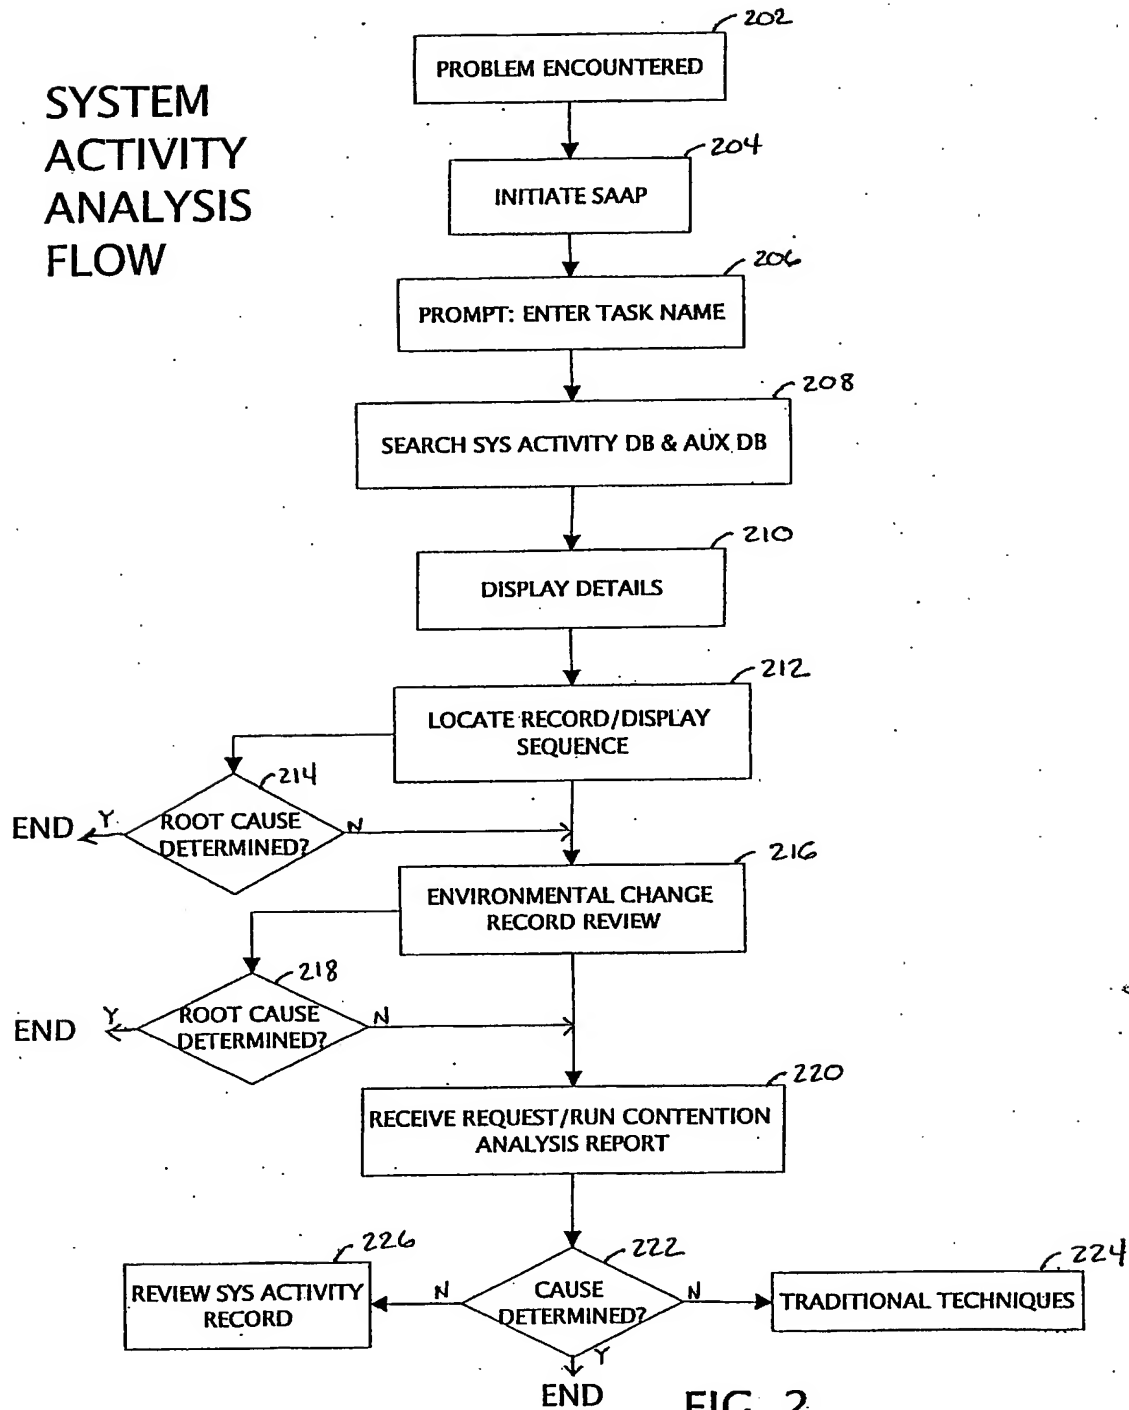 SYSTEM
ACTIVITY
ANALYSIS
FLOW
202
PROBLEM ENCOUNTERED
204
INITIATE SAAP
206
PROMPT: ENTER TASK NAME
208
SEARCH SYS ACTIVITY DB & AUX DB
210
DISPLAY DETAILS
212
LOCATE RECORD/DISPLAY
SEQUENCE
214
ROOT CAUSE
DETERMINED?
END
Y
N
216
ENVIRONMENTAL CHANGE
RECORD REVIEW
218
ROOT CAUSE
DETERMINED?
END
Y
N
220
RECEIVE REQUEST/RUN CONTENTION
ANALYSIS REPORT
222
CAUSE
DETERMINED?
N
N
Y
END
226
REVIEW SYS ACTIVITY
RECORD
224
TRADITIONAL TECHNIQUES
FIG. 2